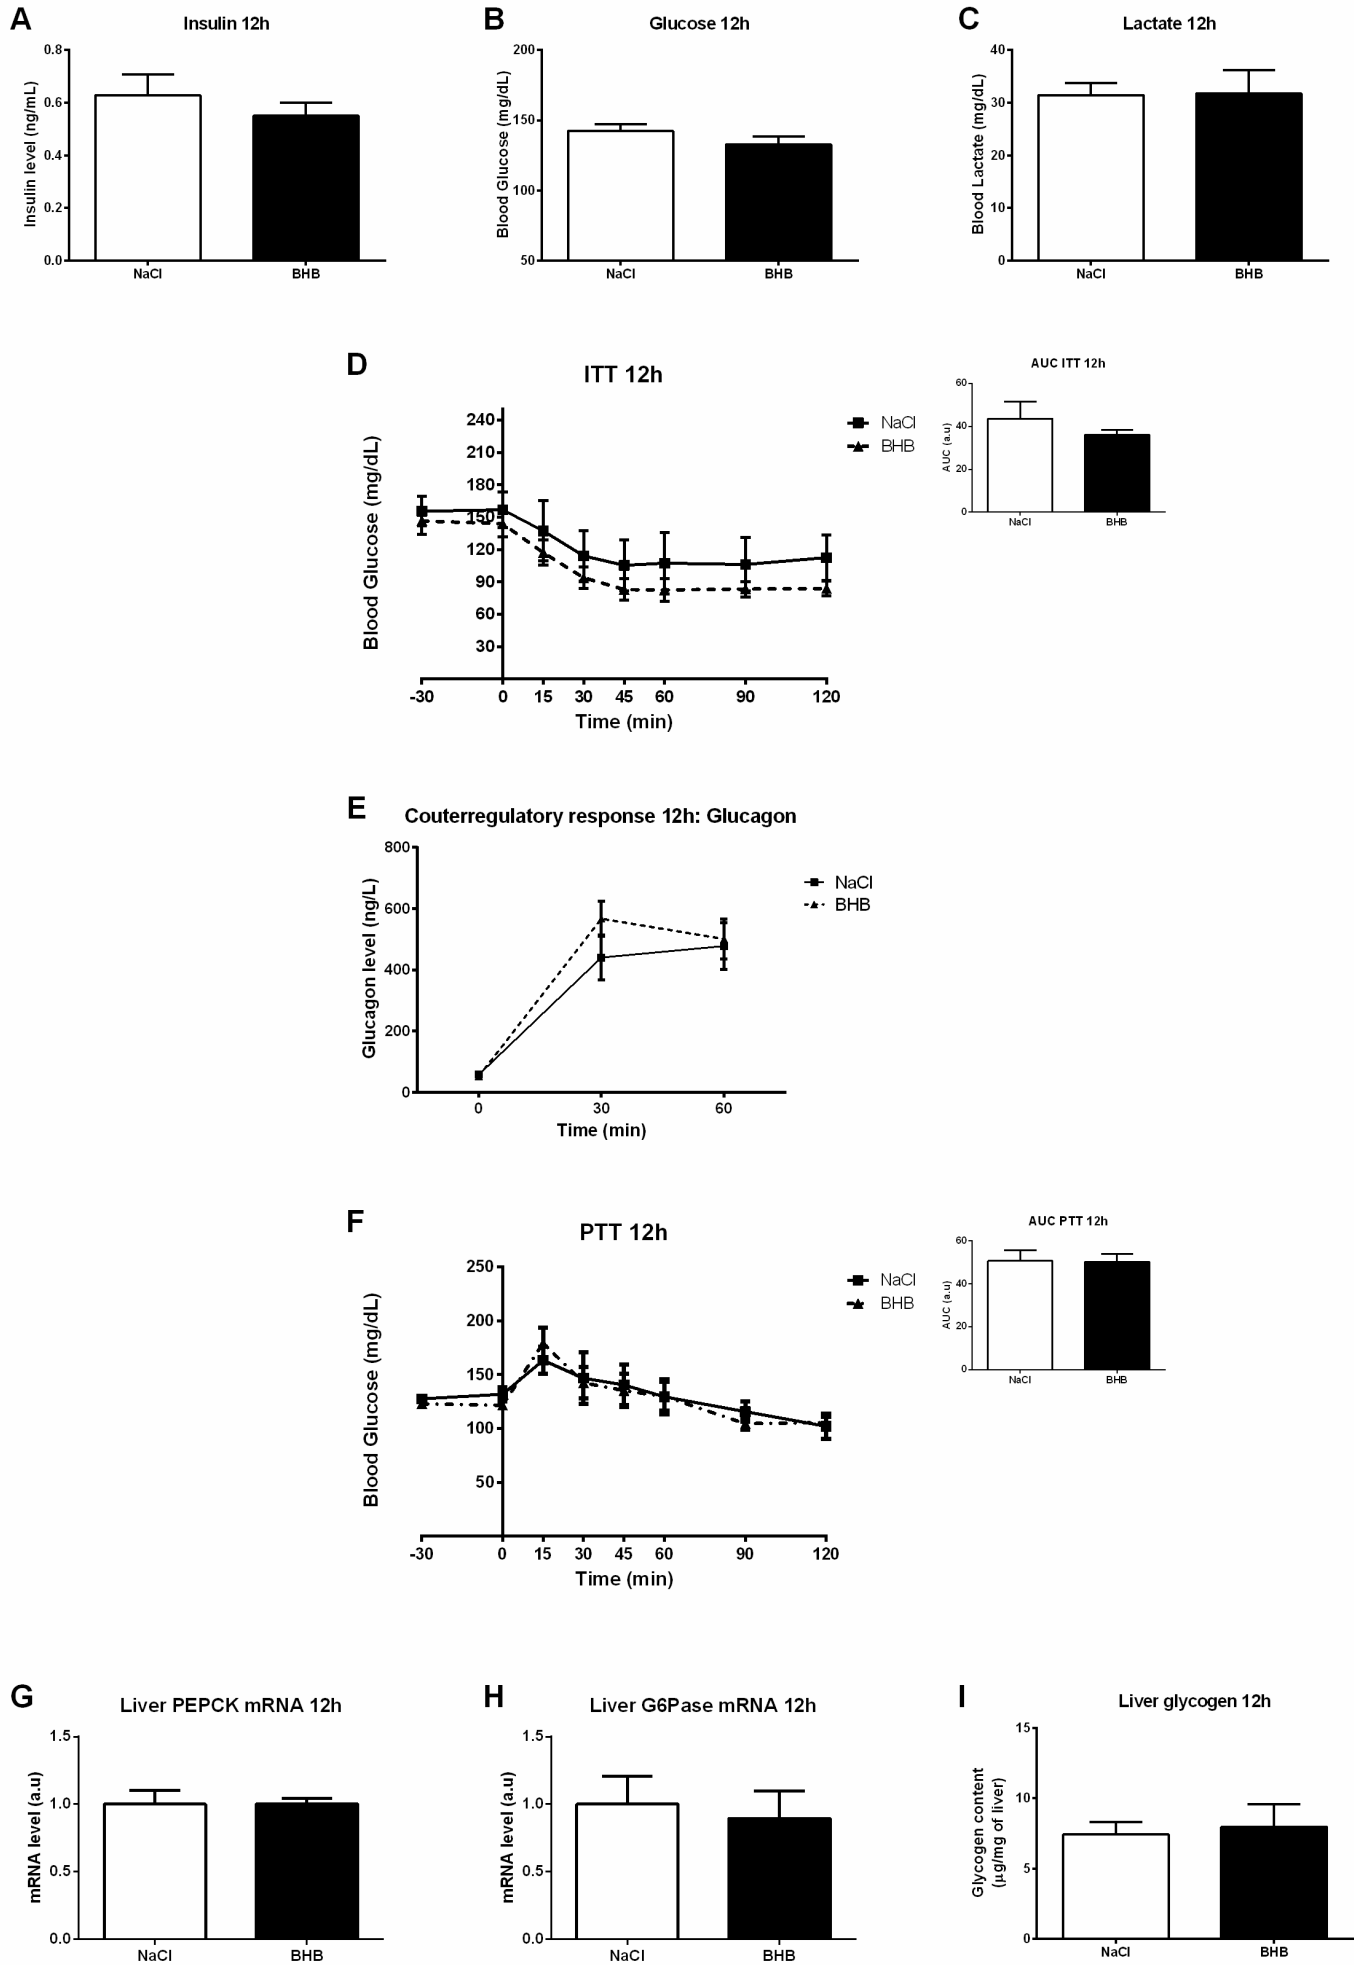 A
Insulin 12h
Insulin level (ng/mL)
0.8
0.6
0.4
0.2
0.0
NaCl
BHB
B
Glucose 12h
Blood Glucose (mg/dL)
200
150
100
50
NaCl
BHB
C
Lactate 12h
Blood Lactate (mg/dL)
40
30
20
10
0
NaCl
BHB
D
ITT 12h
Blood Glucose (mg/dL)
240
210
180
150
120
90
60
30
-30
0
15
30
45
60
90
120
Time (min)
NaCl
BHB
AUC ITT 12h
AUC (a.u)
60
40
20
0
NaCl
BHB
E
Couterregulatory response 12h: Glucagon
Glucagon level (ng/L)
800
600
400
200
0
0
30
60
Time (min)
NaCl
BHB
F
PTT 12h
Blood Glucose (mg/dL)
250
200
150
100
50
-30
0
15
30
45
60
90
120
Time (min)
NaCl
BHB
AUC PTT 12h
AUC (a.u)
60
40
20
0
NaCl
BHB
G
Liver PEPCK mRNA 12h
mRNA level (a.u)
1.5
1.0
0.5
0.0
NaCl
BHB
H
Liver G6Pase mRNA 12h
mRNA level (a.u)
1.5
1.0
0.5
0.0
NaCl
BHB
I
Liver glycogen 12h
Glycogen content
(µg/mg of liver)
15
10
5
0
NaCl
BHB